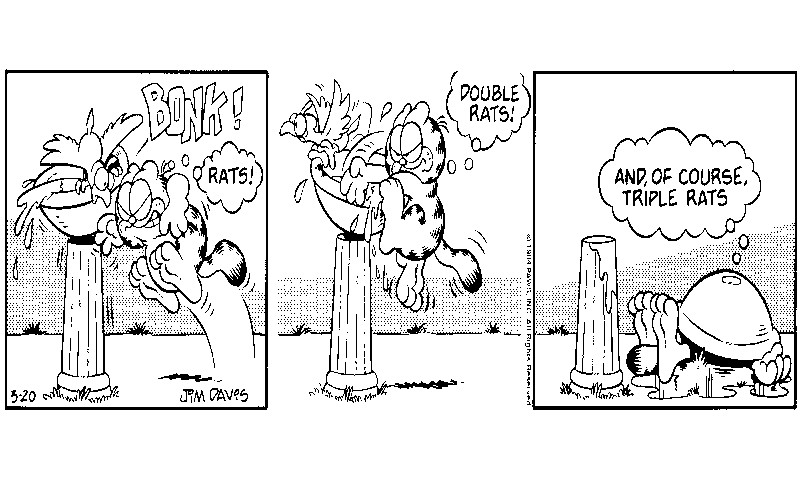 BONK!
RATS!
3-20
JIM DAVIS
DOUBLE
RATS!
AND, OF COURSE,
TRIPLE RATS